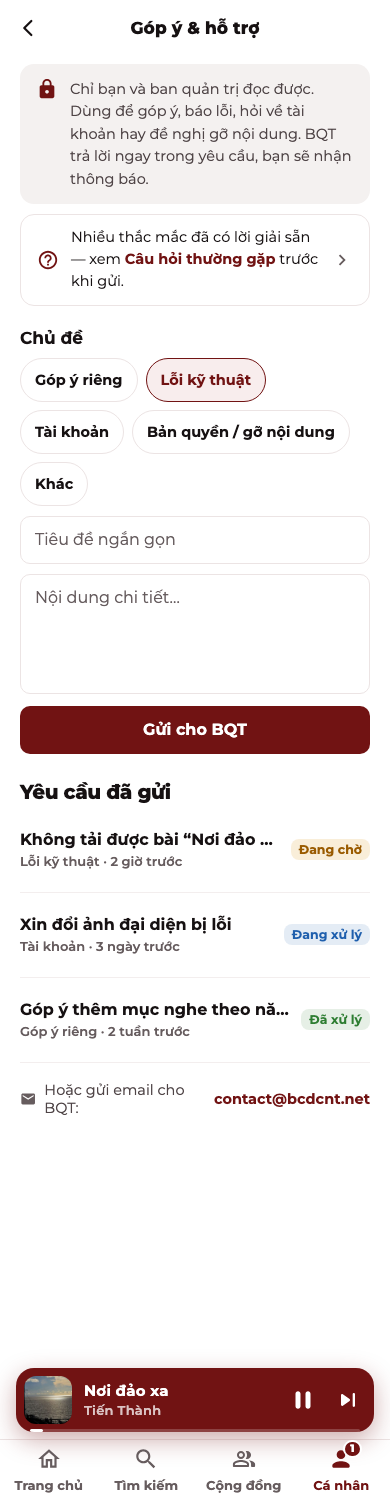 Góp ý & hỗ trợ
Chỉ bạn và ban quản trị đọc được.
Dùng để góp ý, báo lỗi, hỏi về tài
khoản hay đề nghị gỡ nội dung. BQT
trả lời ngay trong yêu cầu, bạn sẽ nhận
thông báo.
Nhiều thắc mắc đã có lời giải sẵn
— xem Câu hỏi thường gặp trước
khi gửi.
Chủ đề
Góp ý riêng
Lỗi kỹ thuật
Tài khoản
Bản quyền / gỡ nội dung
Khác
Tiêu đề ngắn gọn
Nội dung chi tiết...
Gửi cho BQT
Yêu cầu đã gửi
Không tải được bài “Nơi đảo ...
Đang chờ
Lỗi kỹ thuật · 2 giờ trước
Xin đổi ảnh đại diện bị lỗi
Đang xử lý
Tài khoản · 3 ngày trước
Góp ý thêm mục nghe theo nă...
Đã xử lý
Góp ý riêng · 2 tuần trước
Hoặc gửi email cho
BQT:
contact@bcdcnt.net
Nơi đảo xa
Tiến Thành
1
Trang chủ
Tìm kiếm
Cộng đồng
Cá nhân